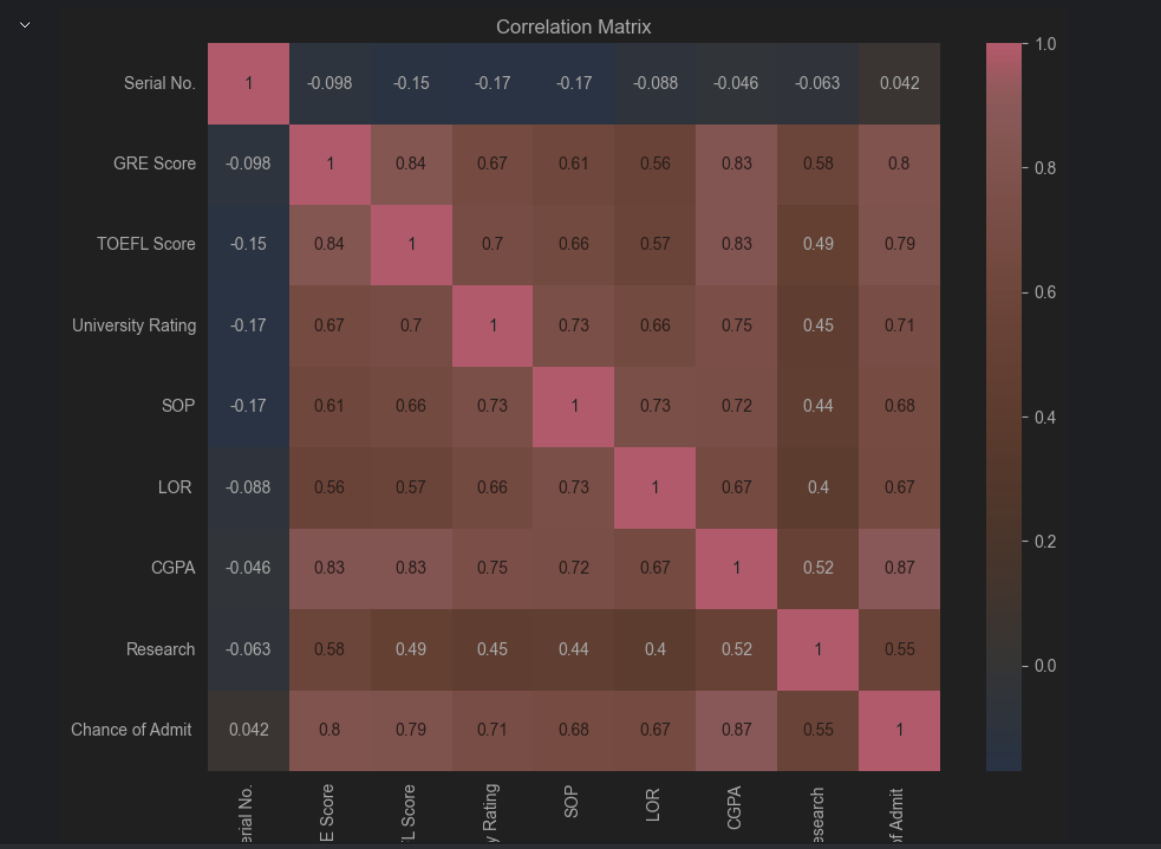 Correlation Matrix
Serial No. 1 -0.098 -0.15 -0.17 -0.17 -0.088 -0.046 -0.063 0.042
GRE Score -0.098 1 0.84 0.67 0.61 0.56 0.83 0.58 0.8
TOEFL Score -0.15 0.84 1 0.7 0.66 0.57 0.83 0.49 0.79
University Rating -0.17 0.67 0.7 1 0.73 0.66 0.75 0.45 0.71
SOP -0.17 0.61 0.66 0.73 1 0.73 0.72 0.44 0.68
LOR -0.088 0.56 0.57 0.66 0.73 1 0.67 0.4 0.67
CGPA -0.046 0.83 0.83 0.75 0.72 0.67 1 0.52 0.87
Research -0.063 0.58 0.49 0.45 0.44 0.4 0.52 1 0.55
Chance of Admit 0.042 0.8 0.79 0.71 0.68 0.67 0.87 0.55 1
erial No.
E Score
L Score
y Rating
SOP
LOR
CGPA
esearch
of Admit
1.0
0.8
0.6
0.4
0.2
0.0